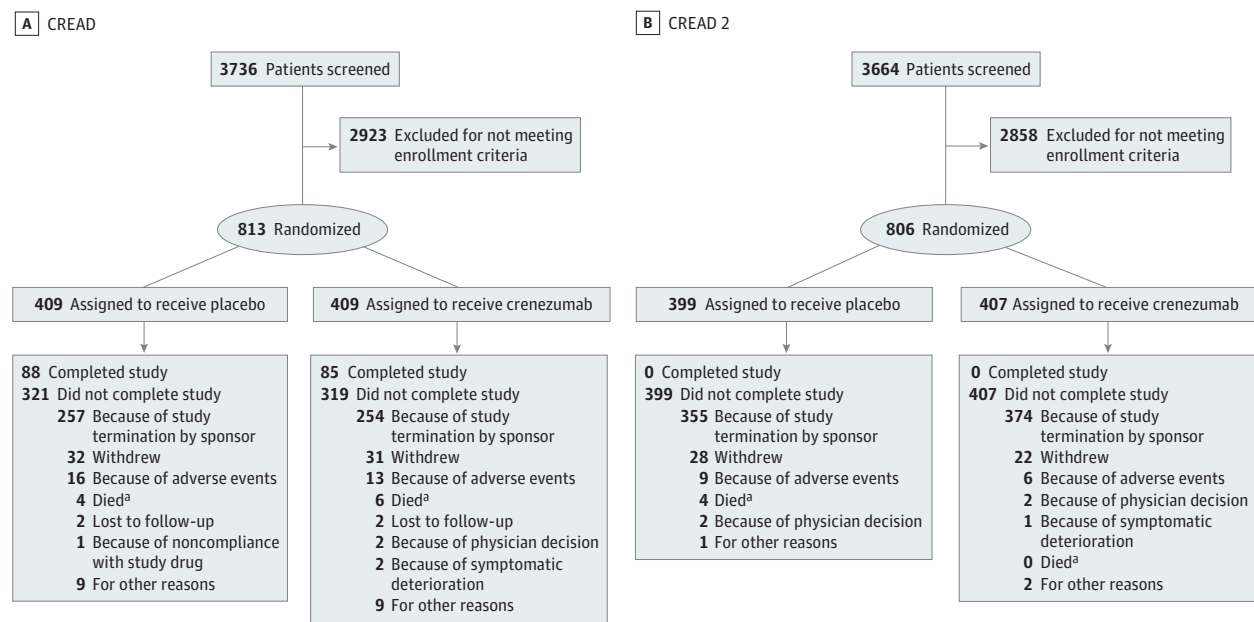 A CREAD
3736 Patients screened
2923 Excluded for not meeting
enrollment criteria
813 Randomized
409 Assigned to receive placebo
409 Assigned to receive crenezumab
88 Completed study
321 Did not complete study
257 Because of study
termination by sponsor
32 Withdrew
16 Because of adverse events
4 Dieda
2 Lost to follow-up
1 Because of noncompliance
with study drug
9 For other reasons
85 Completed study
319 Did not complete study
254 Because of study
termination by sponsor
31 Withdrew
13 Because of adverse events
6 Dieda
2 Lost to follow-up
2 Because of physician decision
2 Because of symptomatic
deterioration
9 For other reasons
B CREAD 2
3664 Patients screened
2858 Excluded for not meeting
enrollment criteria
806 Randomized
399 Assigned to receive placebo
407 Assigned to receive crenezumab
0 Completed study
399 Did not complete study
355 Because of study
termination by sponsor
28 Withdrew
9 Because of adverse events
4 Dieda
2 Because of physician decision
1 For other reasons
0 Completed study
407 Did not complete study
374 Because of study
termination by sponsor
22 Withdrew
6 Because of adverse events
2 Because of physician decision
1 Because of symptomatic
deterioration
0 Dieda
2 For other reasons